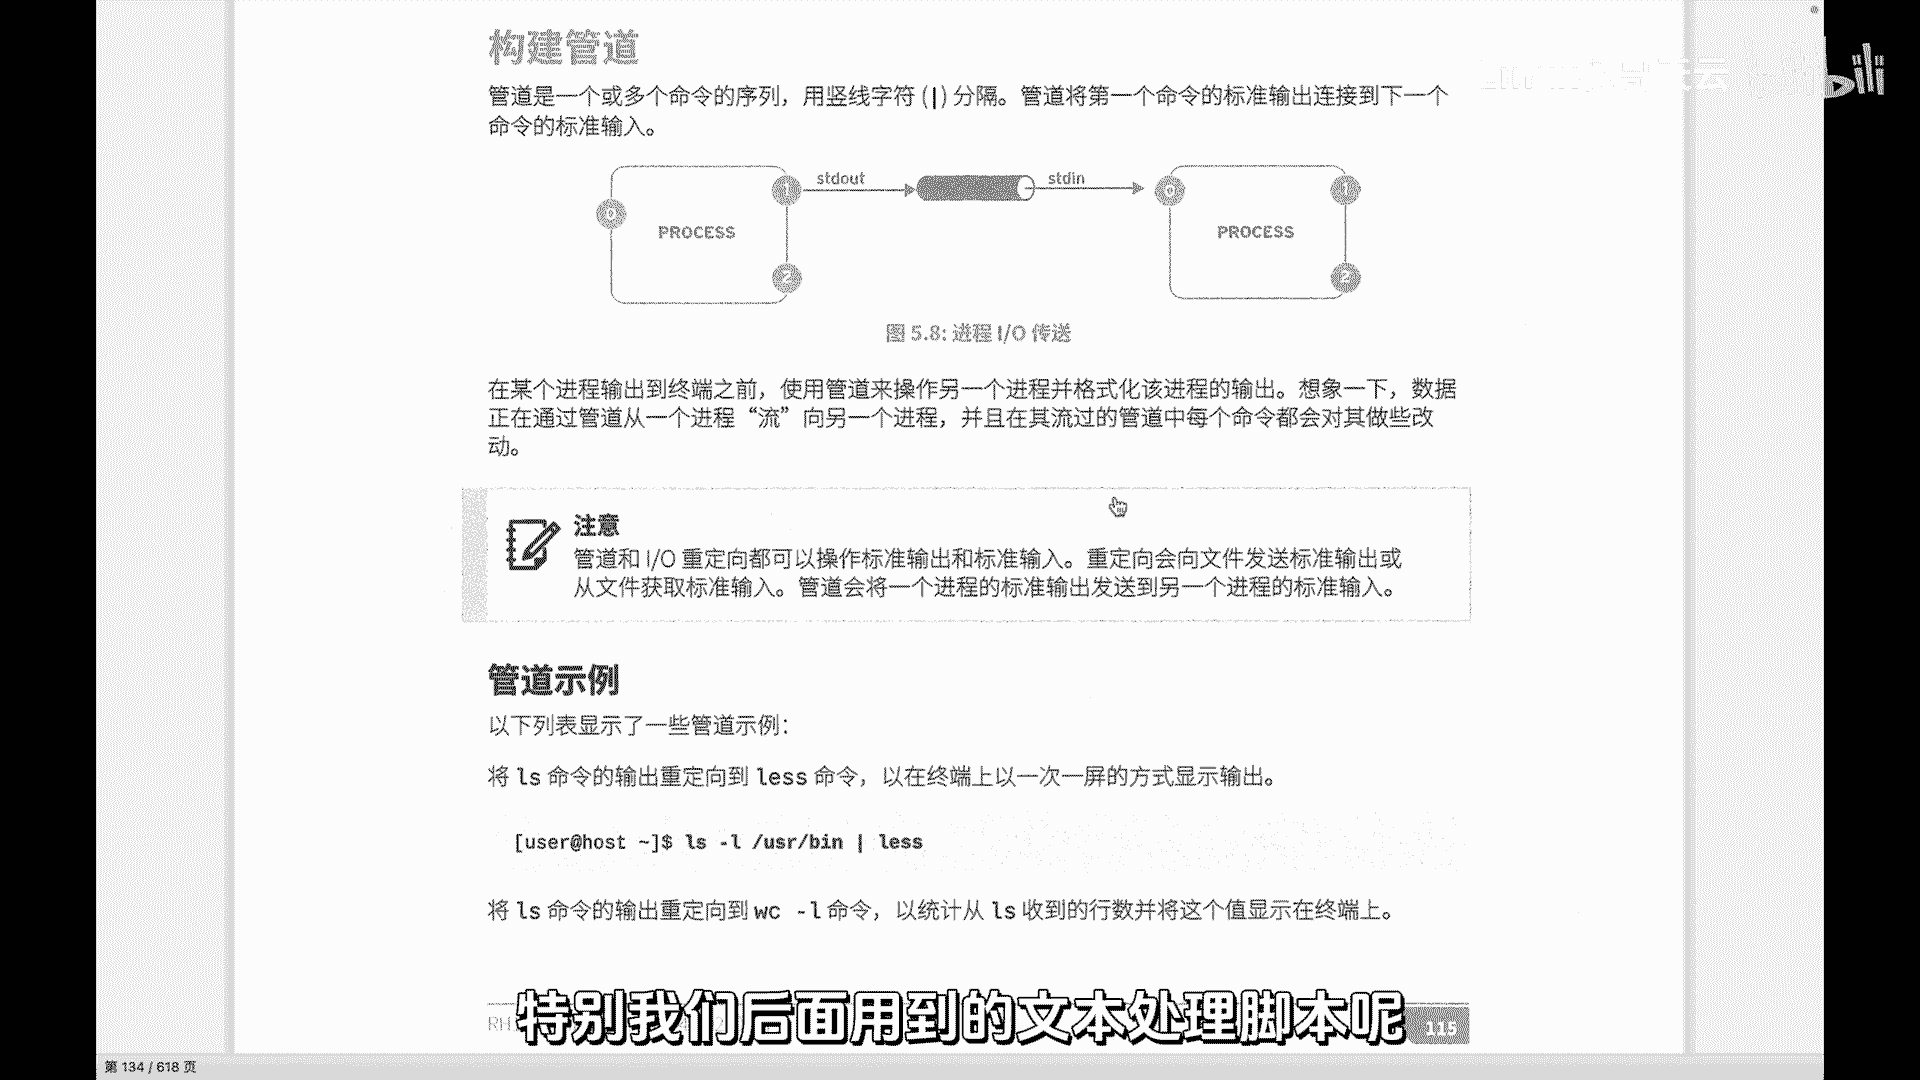 构建管道
管道是一个或多个命令的序列，用竖线字符 (|) 分隔。管道将第一个命令的标准输出连接到下一个
命令的标准输入。
stdout
stdin
0
1
2
PROCESS
0
1
2
PROCESS
图 5.8: 进程 I/O 传送
在某个进程输出到终端之前，使用管道来操作另一个进程并格式化该进程的输出。想象一下，数据
正在通过管道从一个进程“流”向另一个进程，并且在其流过的管道中每个命令都会对其做些改
动。
注意
管道和 I/O 重定向都可以操作标准输出和标准输入。重定向会向文件发送标准输出或
从文件获取标准输入。管道会将一个进程的标准输出发送到另一个进程的标准输入。
管道示例
以下列表显示了一些管道示例：
将 ls 命令的输出重定向到 less 命令，以在终端上以一次一屏的方式显示输出。
[user@host ~]$ ls -l /usr/bin | less
将 ls 命令的输出重定向到 wc -l 命令，以统计从 ls 收到的行数并将这个值显示在终端上。
特别我们后面用到的文本处理脚本呢
115
第 134 / 618 页